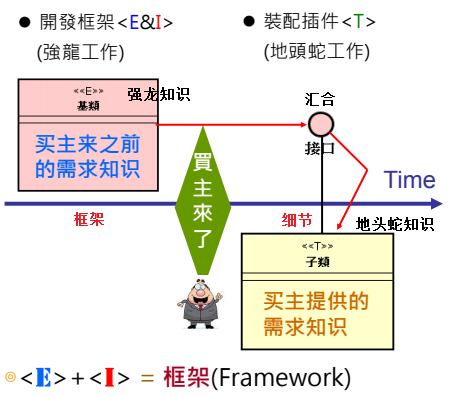 ● 開發框架<E&I>
(強龍工作)
● 裝配插件<T>
(地頭蛇工作)
<<E>>
基類
买主来之前
的需求知识
强龙知识
汇合
接口
買主來了
Time
框架
细节
地头蛇知识
<<T>>
子類
买主提供的
需求知识
<E>+<I> = 框架(Framework)